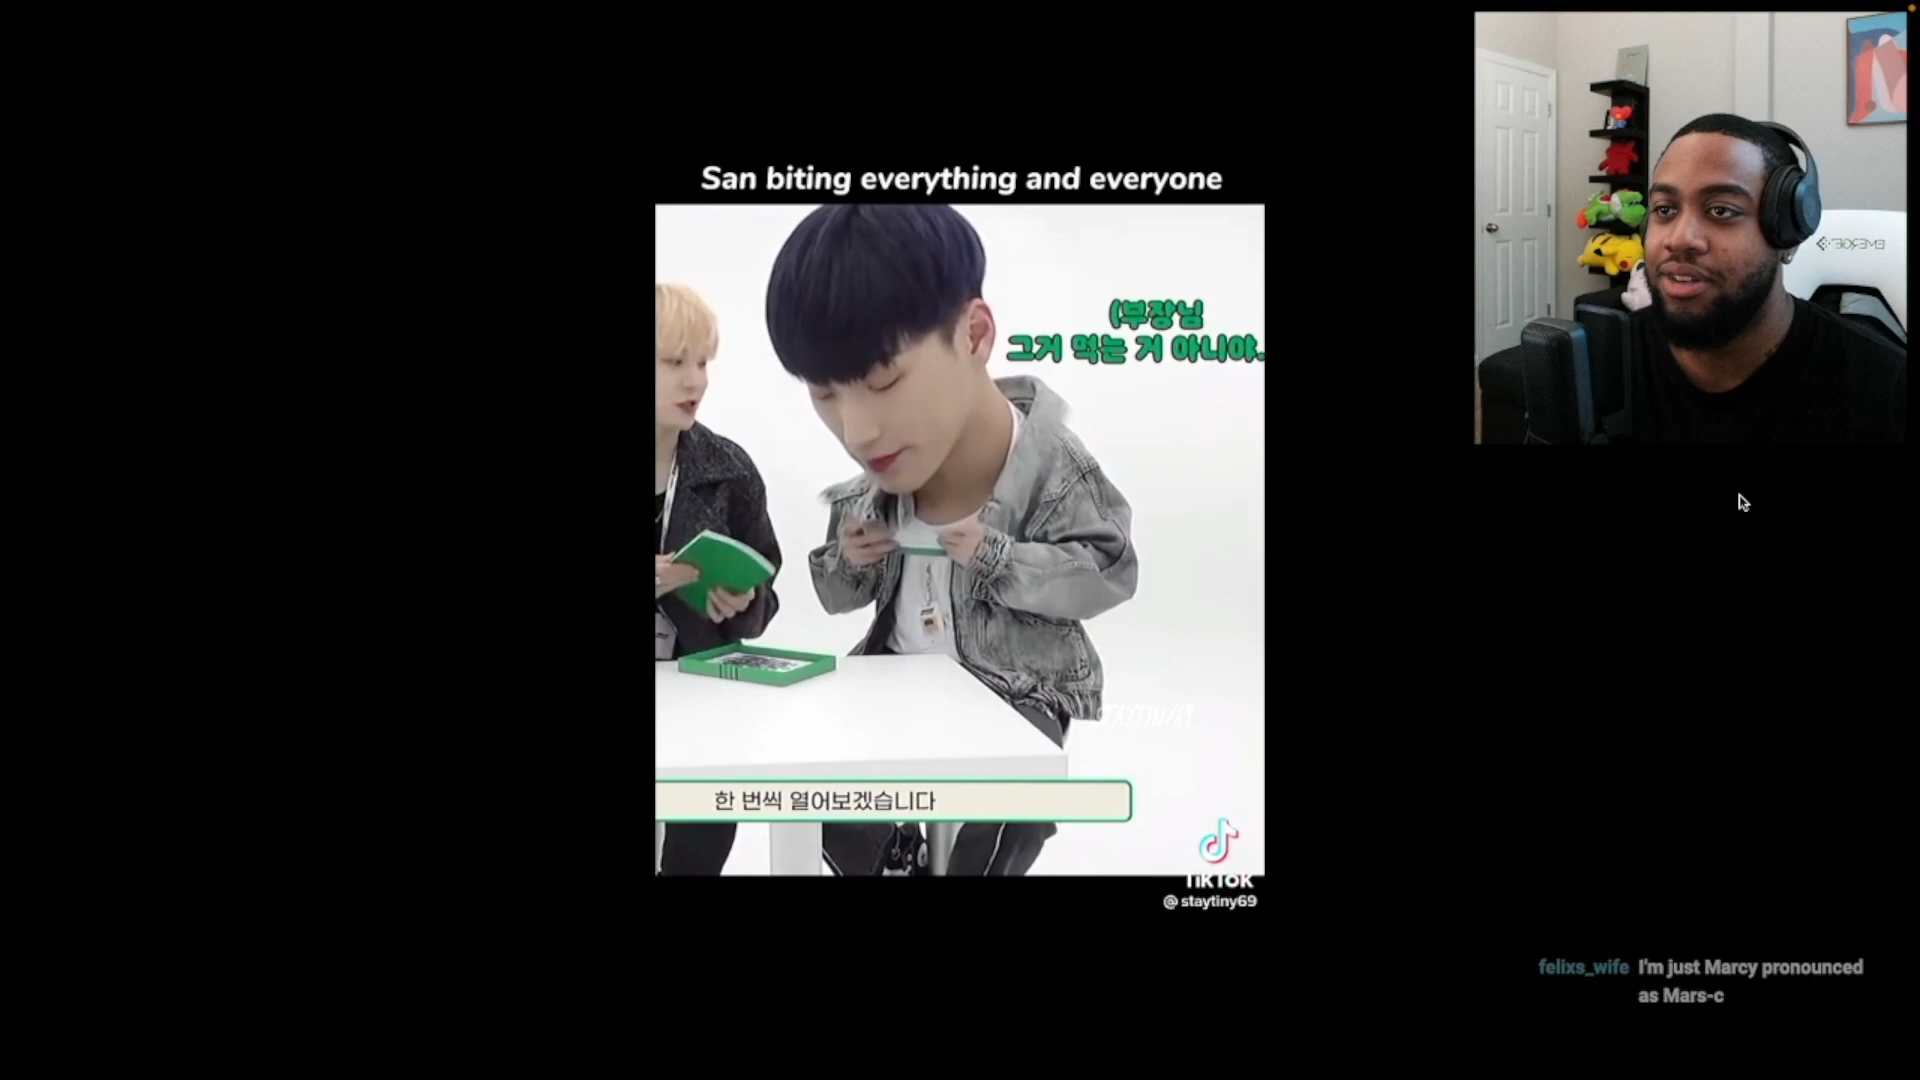 San biting everything and everyone
(부장님
그거 먹는 거 아니야.
STAYTINY69
한 번씩 열어보겠습니다
TikTok
@staytiny69
felixs_wife I'm just Marcy pronounced
as Mars-c